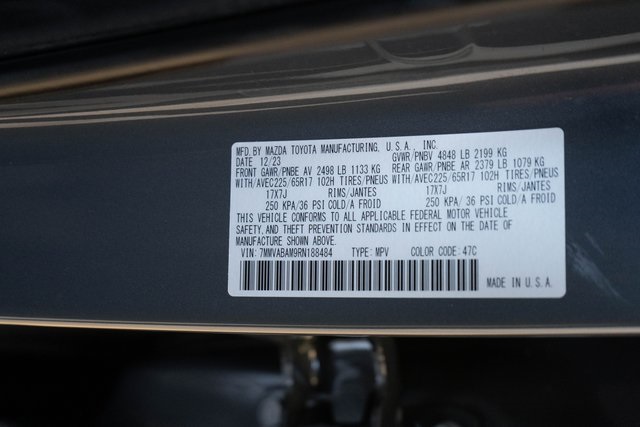 MFD. BY MAZDA TOYOTA MANUFACTURING, U.S.A., INC.
DATE 12/23 GVWR/PNBV 4848 LB 2199 KG
FRONT GAWR/PNBE AV 2498 LB 1133 KG REAR GAWR/PNBE AR 2379 LB 1079 KG
WITH/AVEC225/65R17 102H TIRES/PNEUS WITH/AVEC225/65R17 102H TIRES/PNEUS
17X7J RIMS/JANTES 17X7J RIMS/JANTES
250 KPA/36 PSI COLD/A FROID 250 KPA/36 PSI COLD/A FROID
THIS VEHICLE CONFORMS TO ALL APPLICABLE FEDERAL MOTOR VEHICLE
SAFETY, AND THEFT PREVENTION STANDARDS IN EFFECT ON THE DATE OF
MANUFACTURE SHOWN ABOVE.
VIN:7MMVABAM9RN188484 TYPE:MPV COLOR CODE:47C
MADE IN U.S.A.